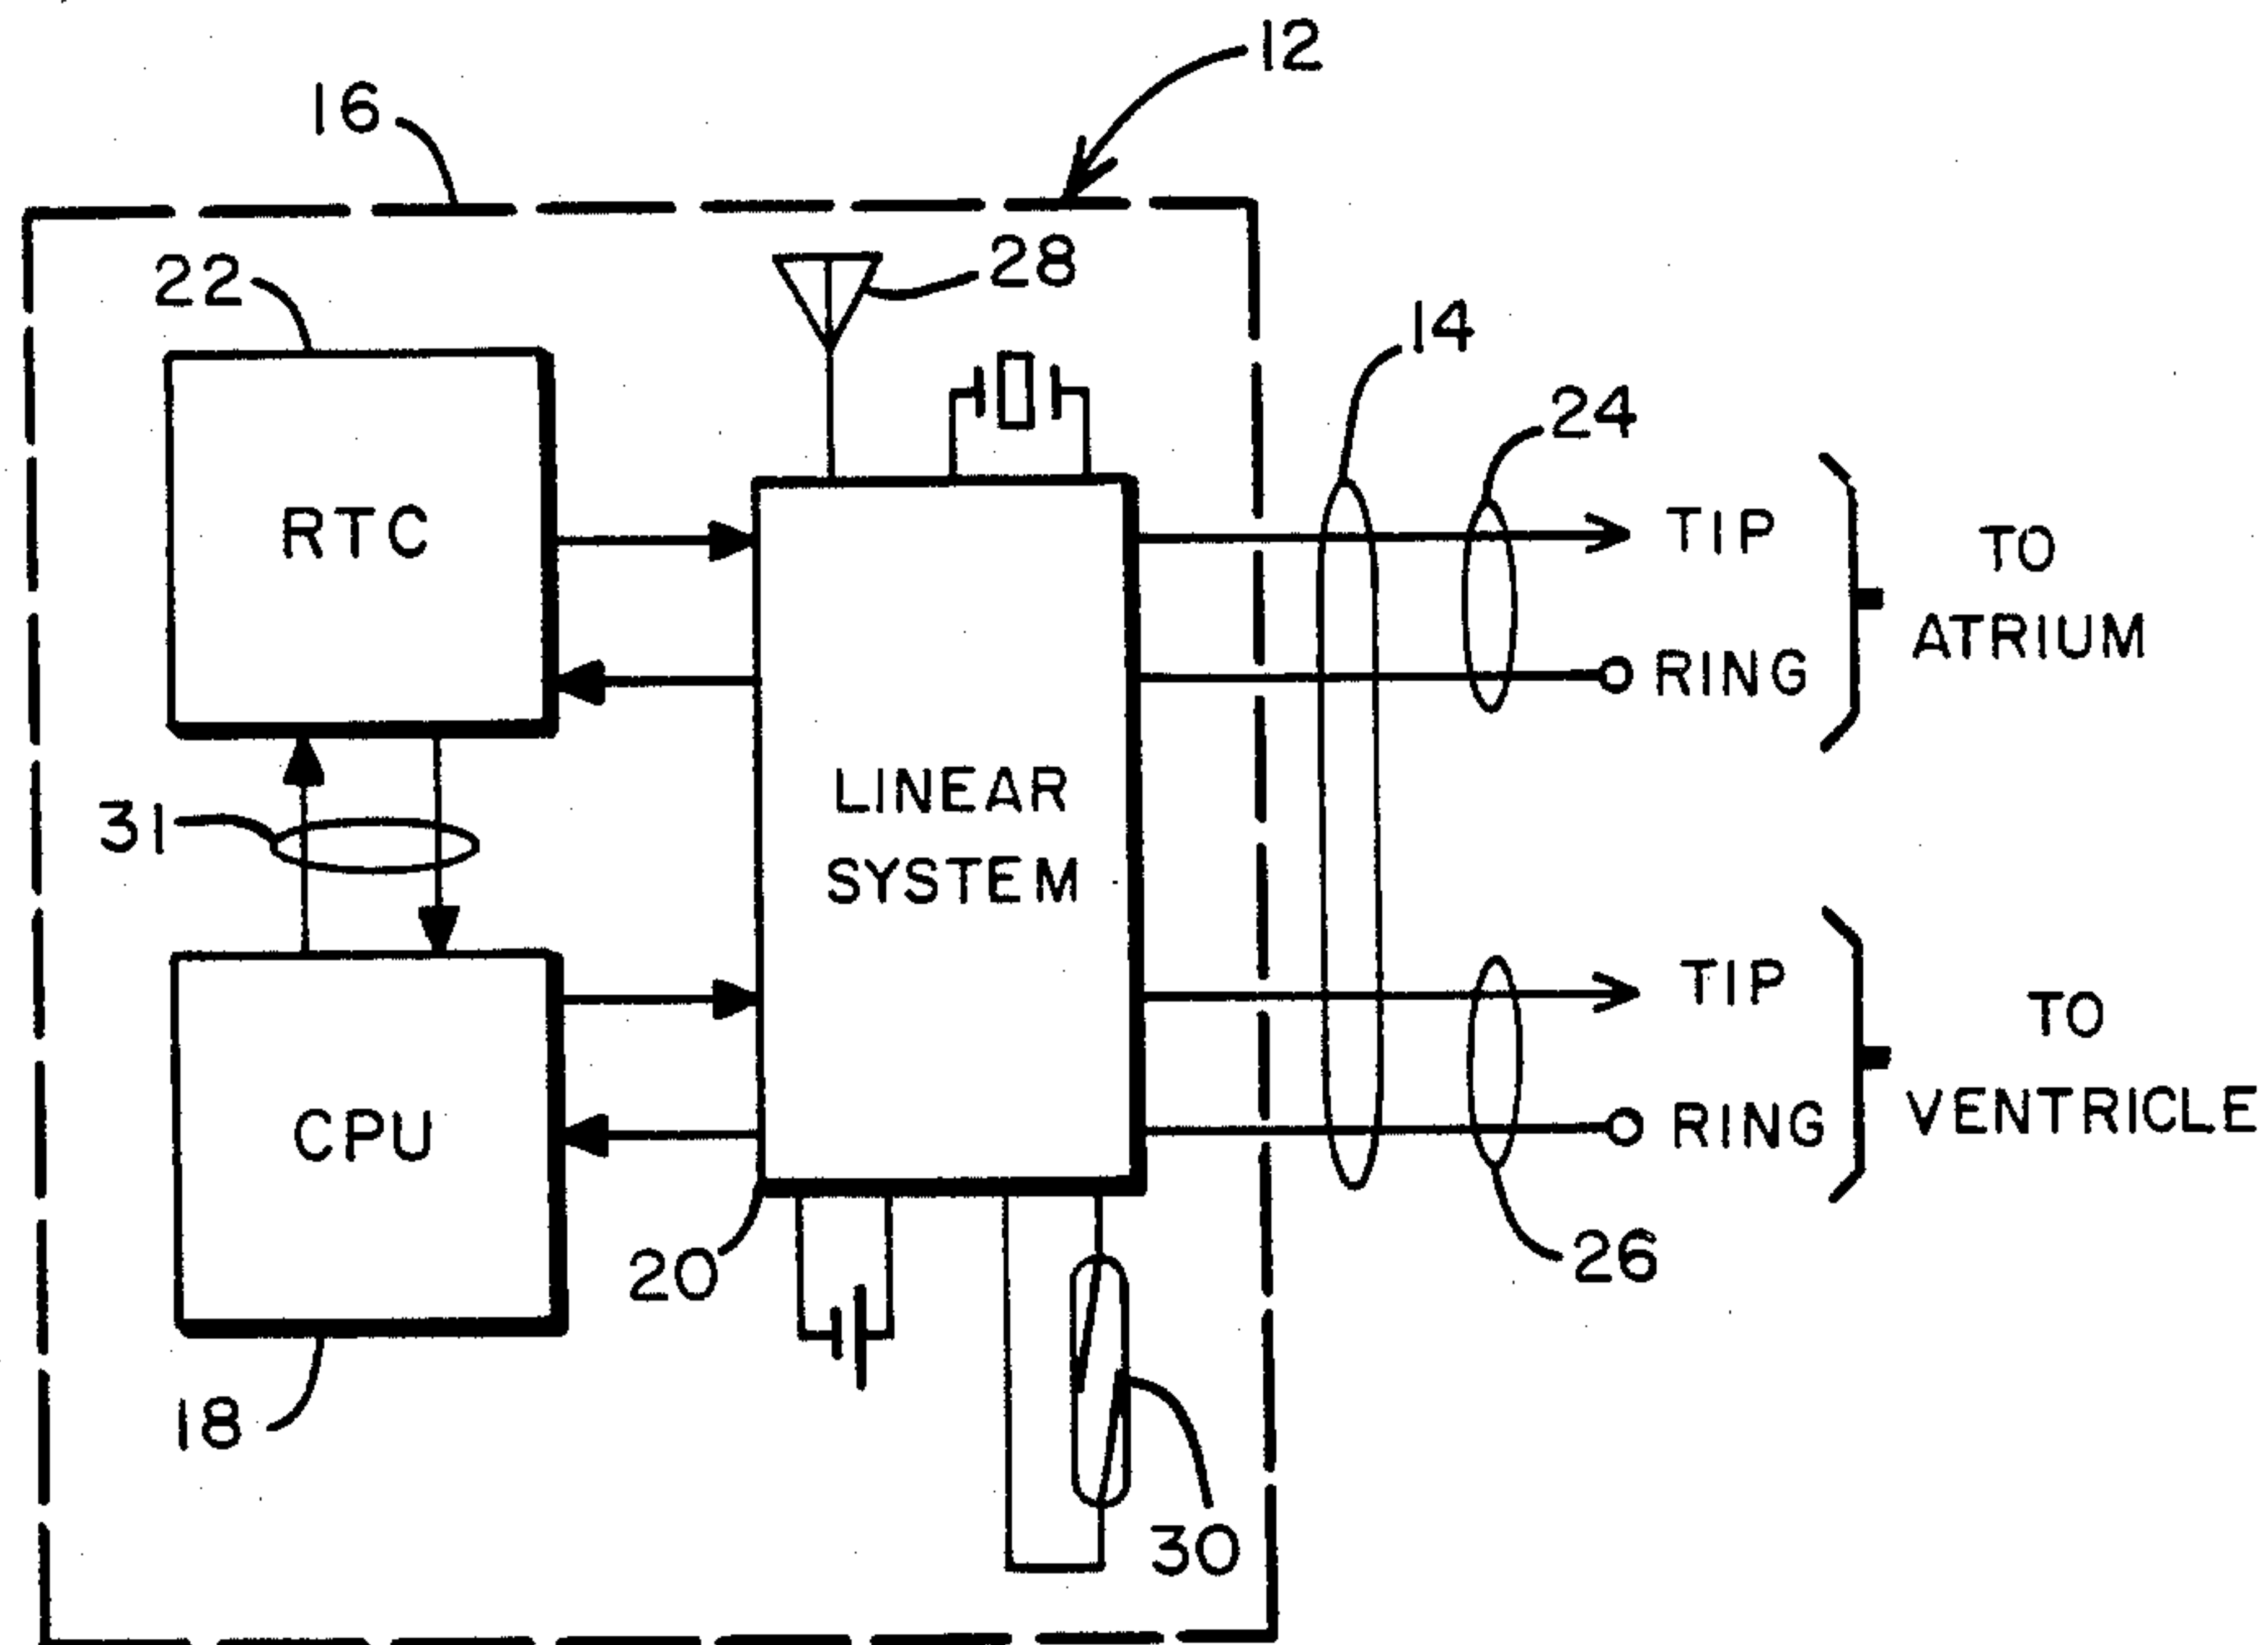 12
16
22
28
14
24
RTC
TIP
TO
ATRIUM
RING
31
LINEAR
SYSTEM
CPU
TIP
TO
VENTRICLE
RING
20
26
18
30